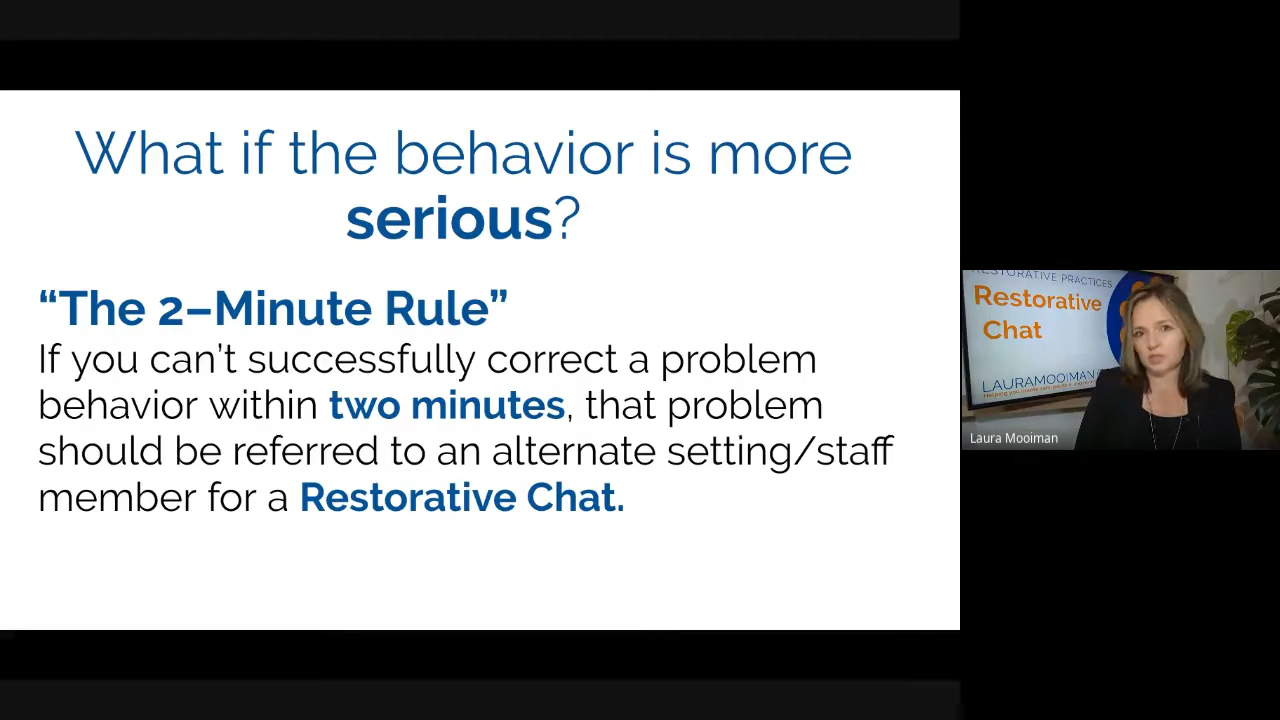 What if the behavior is more
serious?
“The 2–Minute Rule”
If you can’t successfully correct a problem
behavior within two minutes, that problem
should be referred to an alternate setting/staff
member for a Restorative Chat.
RESTORATIVE PRACTICES
Restorative
Chat
LAURAMOOIMAN
Laura Mooiman